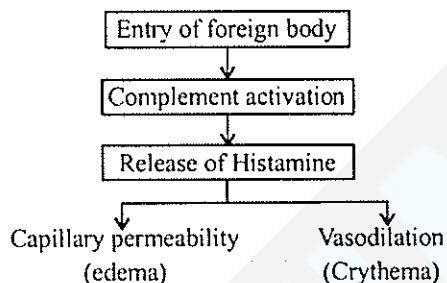 Entry of foreign body
Complement activation
Release of Histamine
Capillary permeability
(edema)
Vasodilation
(Crythema)